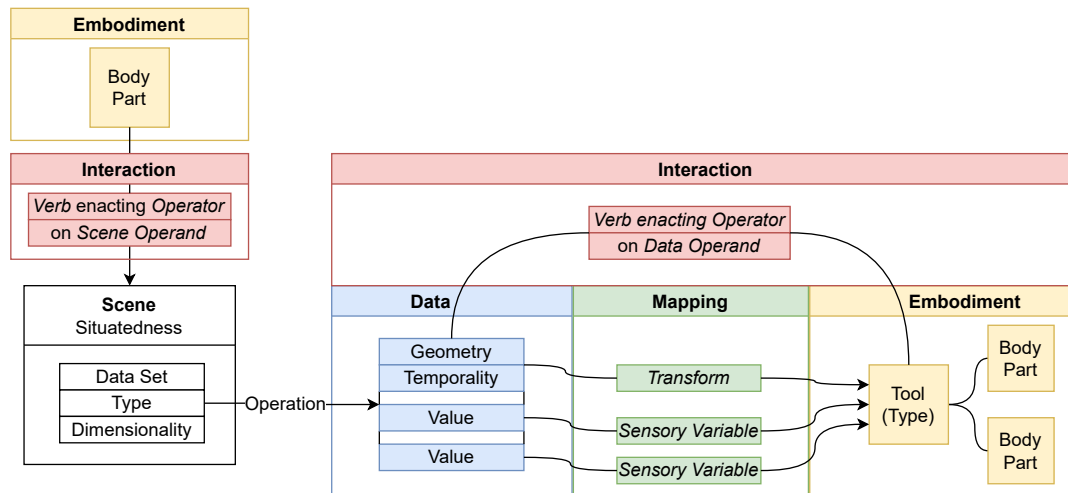 Embodiment
Body
Part
Interaction
Verb enacting Operator
on Scene Operand
Scene
Situatedness
Data Set
Type
Dimensionality
Operation
Interaction
Verb enacting Operator
on Data Operand
Data
Mapping
Embodiment
Geometry
Temporality
Value
Value
Transform
Sensory Variable
Sensory Variable
Tool
(Type)
Body
Part
Body
Part